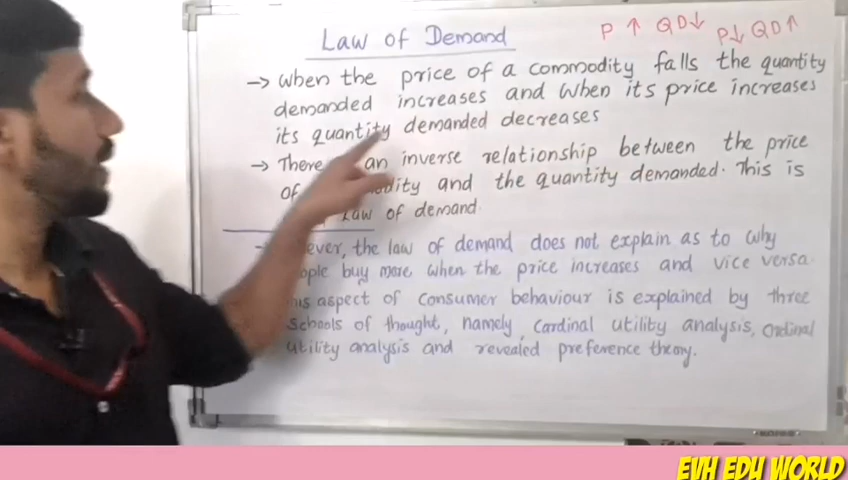 Law of Demand
P ↑ QD↓ P↓ QD↑
→ When the price of a commodity falls the quantity
demanded increases and when its price increases
its quantity demanded decreases
→ There an inverse relationship between the price
of and the quantity demanded. This is
Law of demand.
the law of demand does not explain as to why
buy more when the price increases and vice versa.
aspect of consumer behaviour is explained by three
schools of thought, namely, cardinal utility analysis, ordinal
utility analysis and revealed preference theory.
EVH EDU WORLD